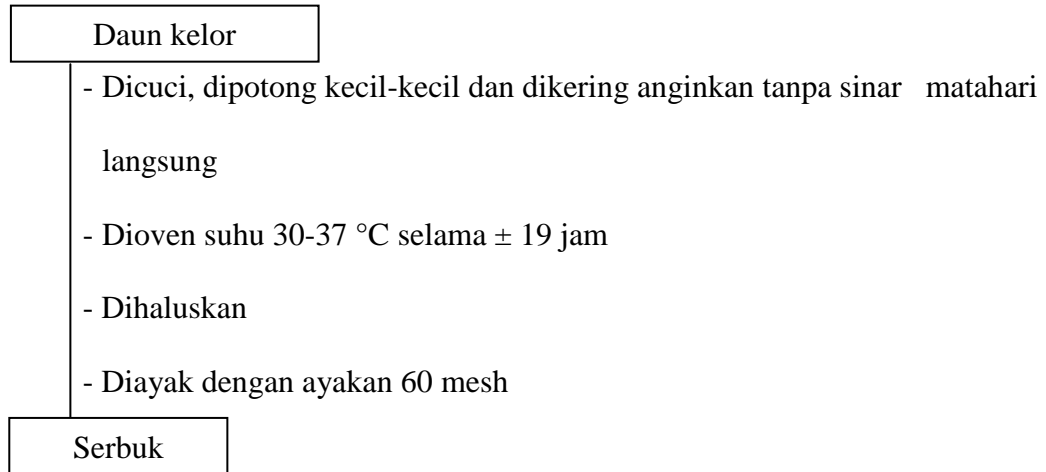 Daun kelor
- Dicuci, dipotong kecil-kecil dan dikering anginkan tanpa sinar matahari
langsung
- Dioven suhu 30-37 °C selama ± 19 jam
- Dihaluskan
- Diayak dengan ayakan 60 mesh
Serbuk